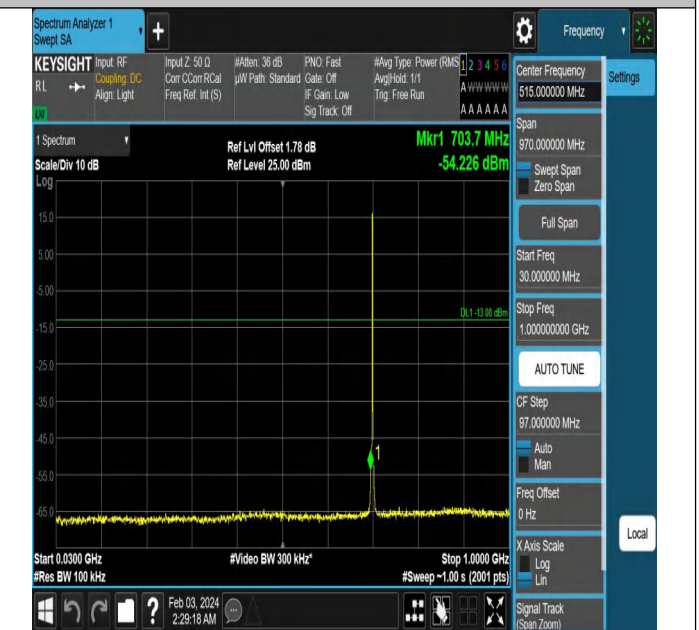 Spectrum Analyzer 1
Swept SA
Frequency
KEYSIGHT
RL
LXI
Input: RF
Coupling: DC
Align: Light
Input Z: 50 Ω
Corr CCorr RCal
Freq Ref: Int (S)
#Atten: 36 dB
µW Path: Standard
PNO: Fast
Gate: Off
IF Gain: Low
Sig Track: Off
#Avg Type: Power (RMS
Avg|Hold: 1/1
Trig: Free Run
1 2 3 4 5 6
A W W W W W
A A A A A A
1 Spectrum
Scale/Div 10 dB
Ref Lvl Offset 1.78 dB
Ref Level 25.00 dBm
Mkr1 703.7 MHz
-54.226 dBm
Log
15.0
5.00
-5.00
DL1 -13.00 dBm
-15.0
-25.0
-35.0
-45.0
1
-55.0
-65.0
Start 0.0300 GHz
#Res BW 100 kHz
#Video BW 300 kHz*
Stop 1.0000 GHz
#Sweep ~1.00 s (2001 pts)
Feb 03, 2024
2:29:18 AM
Center Frequency
515.000000 MHz
Settings
Span
970.000000 MHz
Swept Span
Zero Span
Full Span
Start Freq
30.000000 MHz
Stop Freq
1.000000000 GHz
AUTO TUNE
CF Step
97.000000 MHz
Auto
Man
Freq Offset
0 Hz
Local
X Axis Scale
Log
Lin
Signal Track
(Span Zoom)